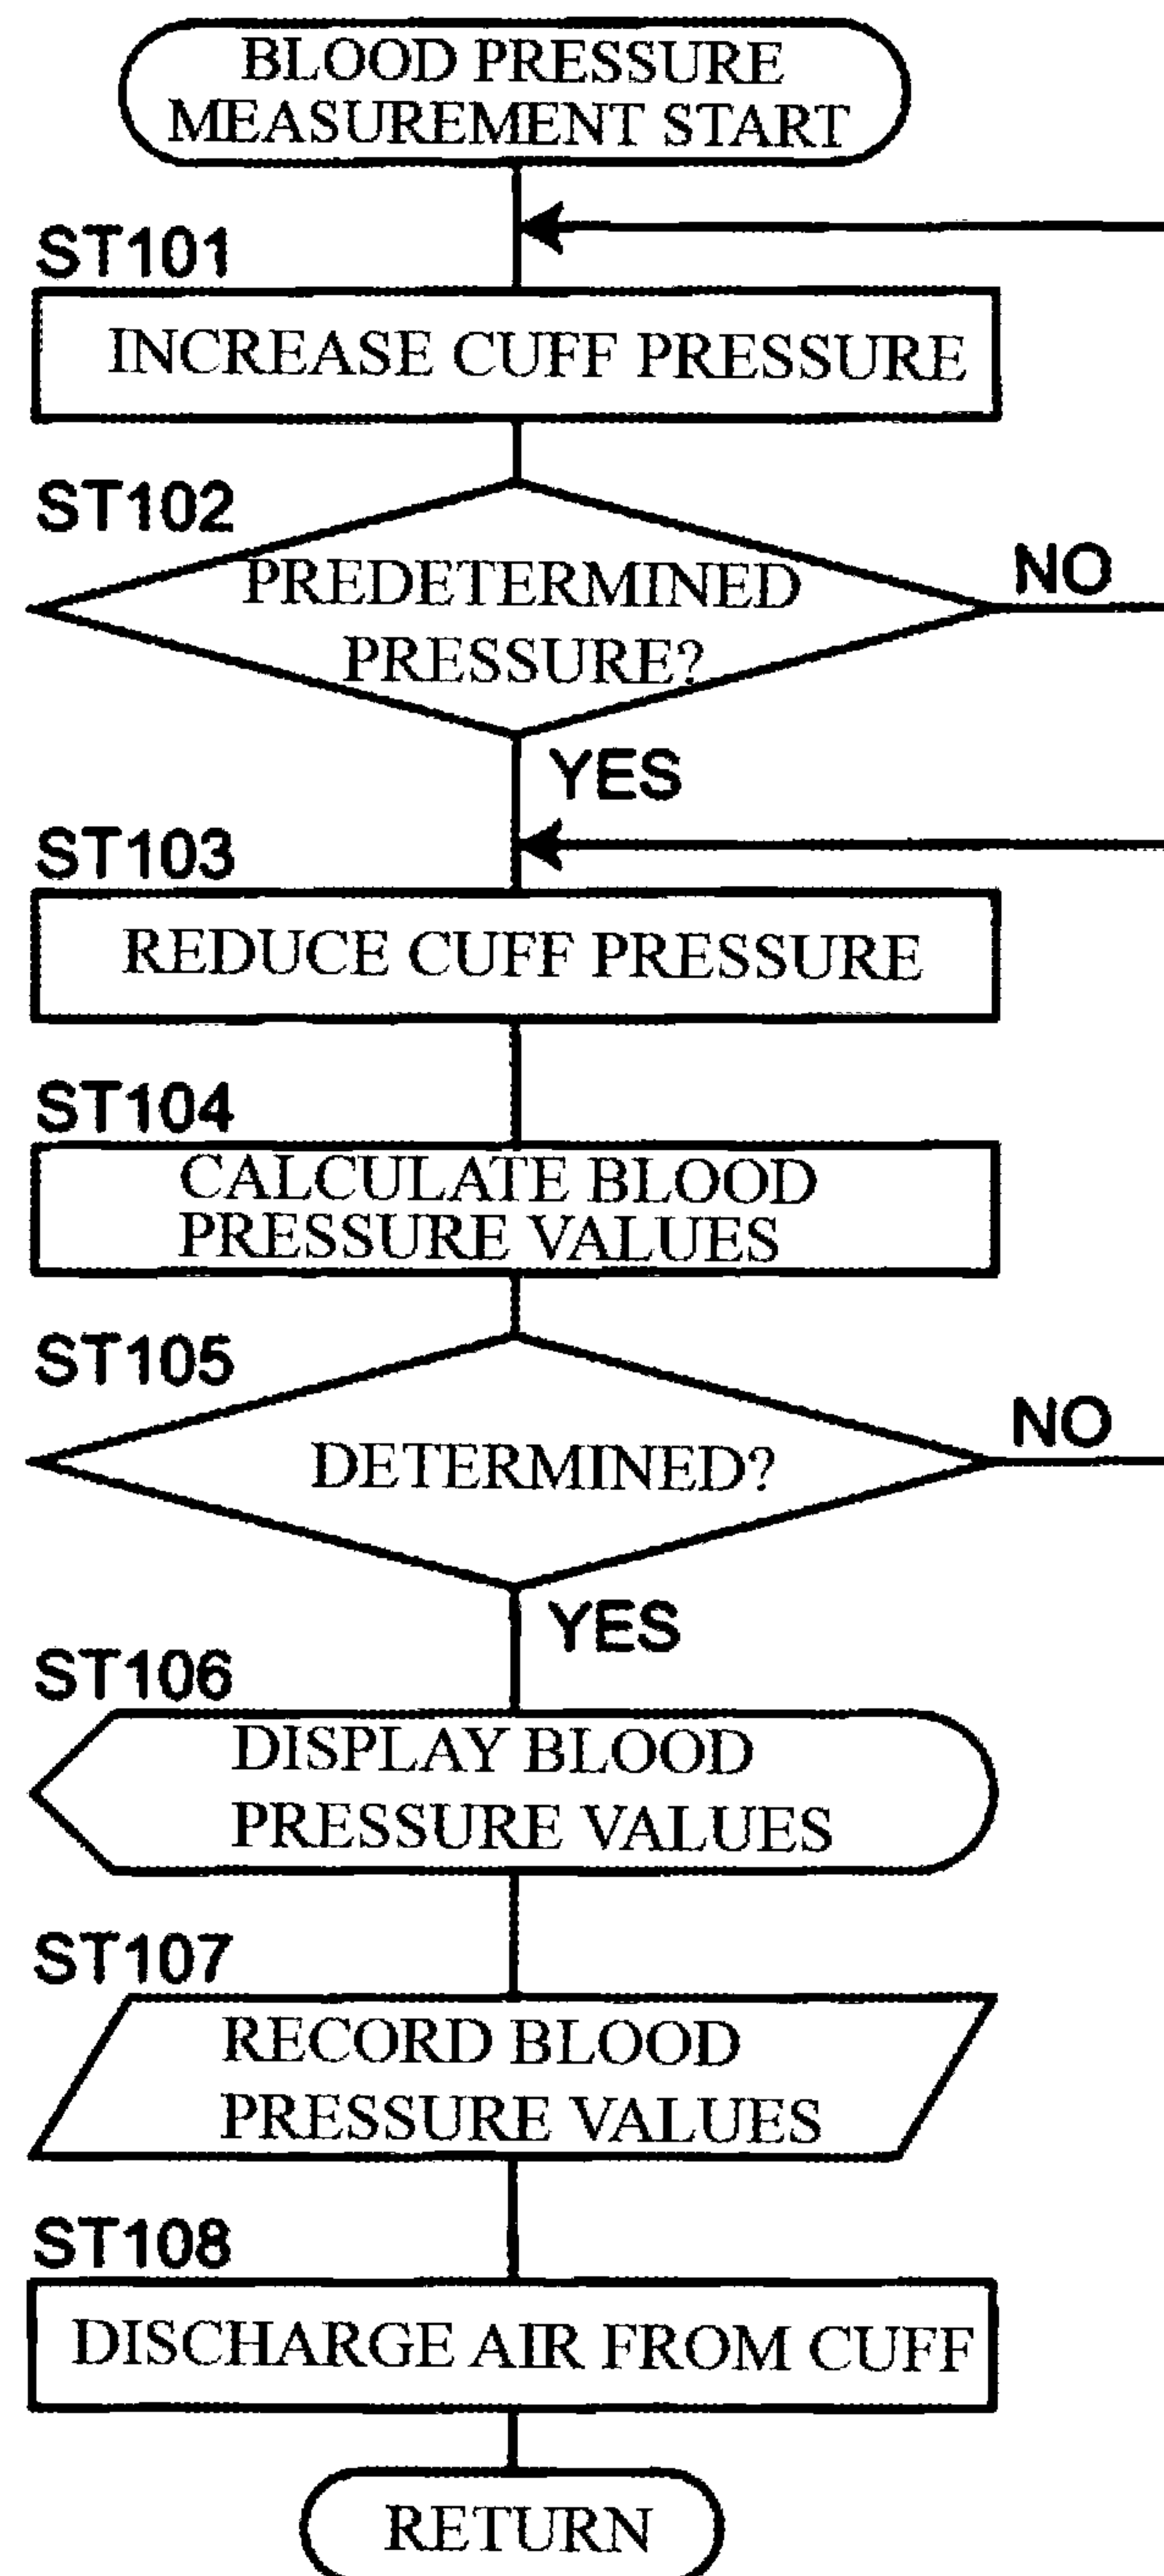 BLOOD PRESSURE
MEASUREMENT START
ST101
INCREASE CUFF PRESSURE
ST102
PREDETERMINED
PRESSURE?
NO
YES
ST103
REDUCE CUFF PRESSURE
ST104
CALCULATE BLOOD
PRESSURE VALUES
ST105
DETERMINED?
NO
YES
ST106
DISPLAY BLOOD
PRESSURE VALUES
ST107
RECORD BLOOD
PRESSURE VALUES
ST108
DISCHARGE AIR FROM CUFF
RETURN